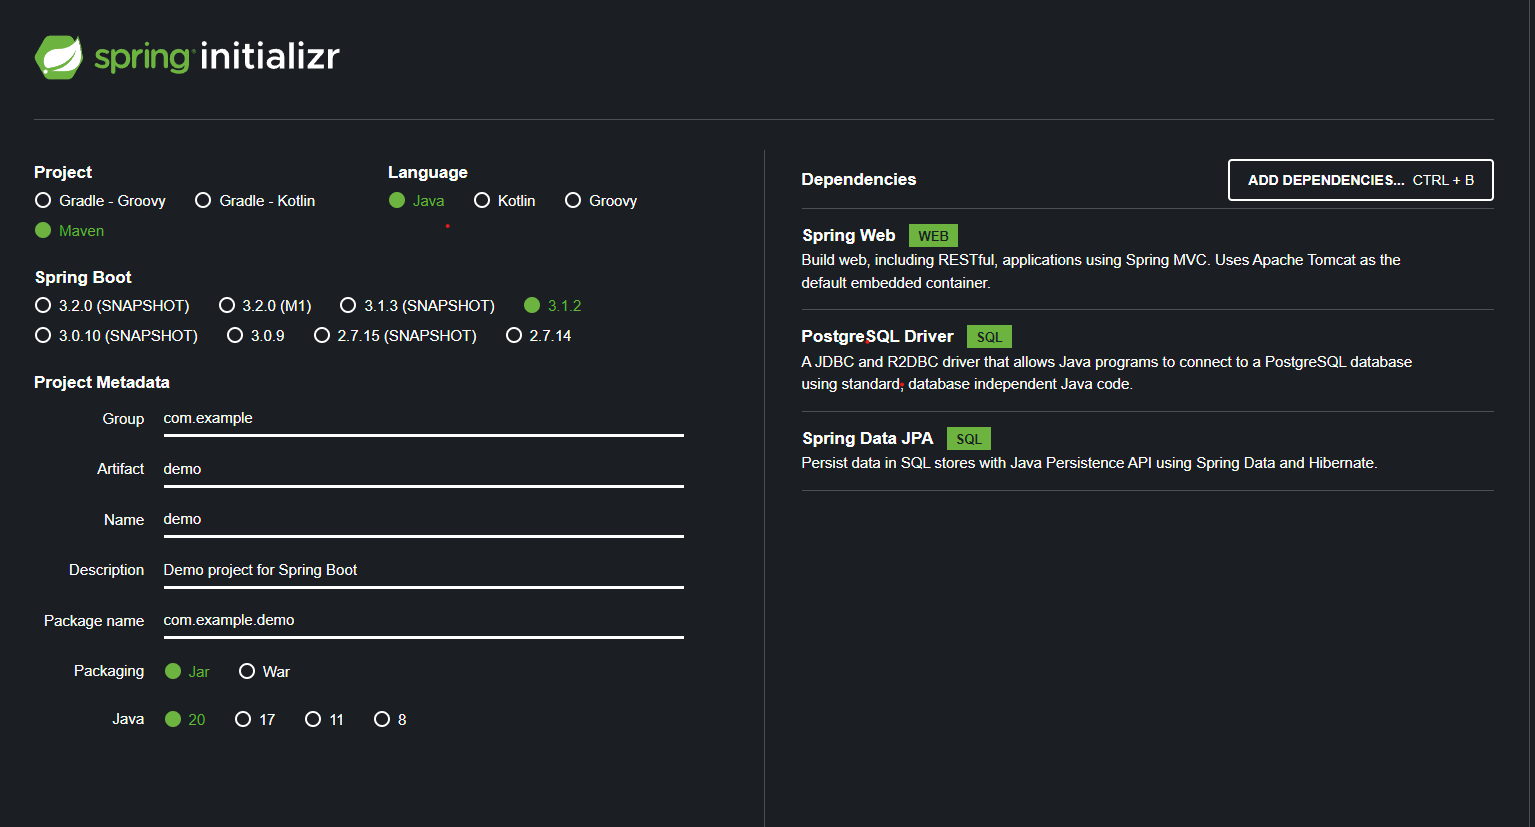 spring initializr
Project
Gradle - Groovy Gradle - Kotlin
Maven
Language
Java Kotlin Groovy
Spring Boot
3.2.0 (SNAPSHOT) 3.2.0 (M1) 3.1.3 (SNAPSHOT) 3.1.2
3.0.10 (SNAPSHOT) 3.0.9 2.7.15 (SNAPSHOT) 2.7.14
Project Metadata
Group com.example
Artifact demo
Name demo
Description Demo project for Spring Boot
Package name com.example.demo
Packaging Jar War
Java 20 17 11 8
Dependencies ADD DEPENDENCIES... CTRL + B
Spring Web WEB
Build web, including RESTful, applications using Spring MVC. Uses Apache Tomcat as the
default embedded container.
PostgreSQL Driver SQL
A JDBC and R2DBC driver that allows Java programs to connect to a PostgreSQL database
using standard, database independent Java code.
Spring Data JPA SQL
Persist data in SQL stores with Java Persistence API using Spring Data and Hibernate.